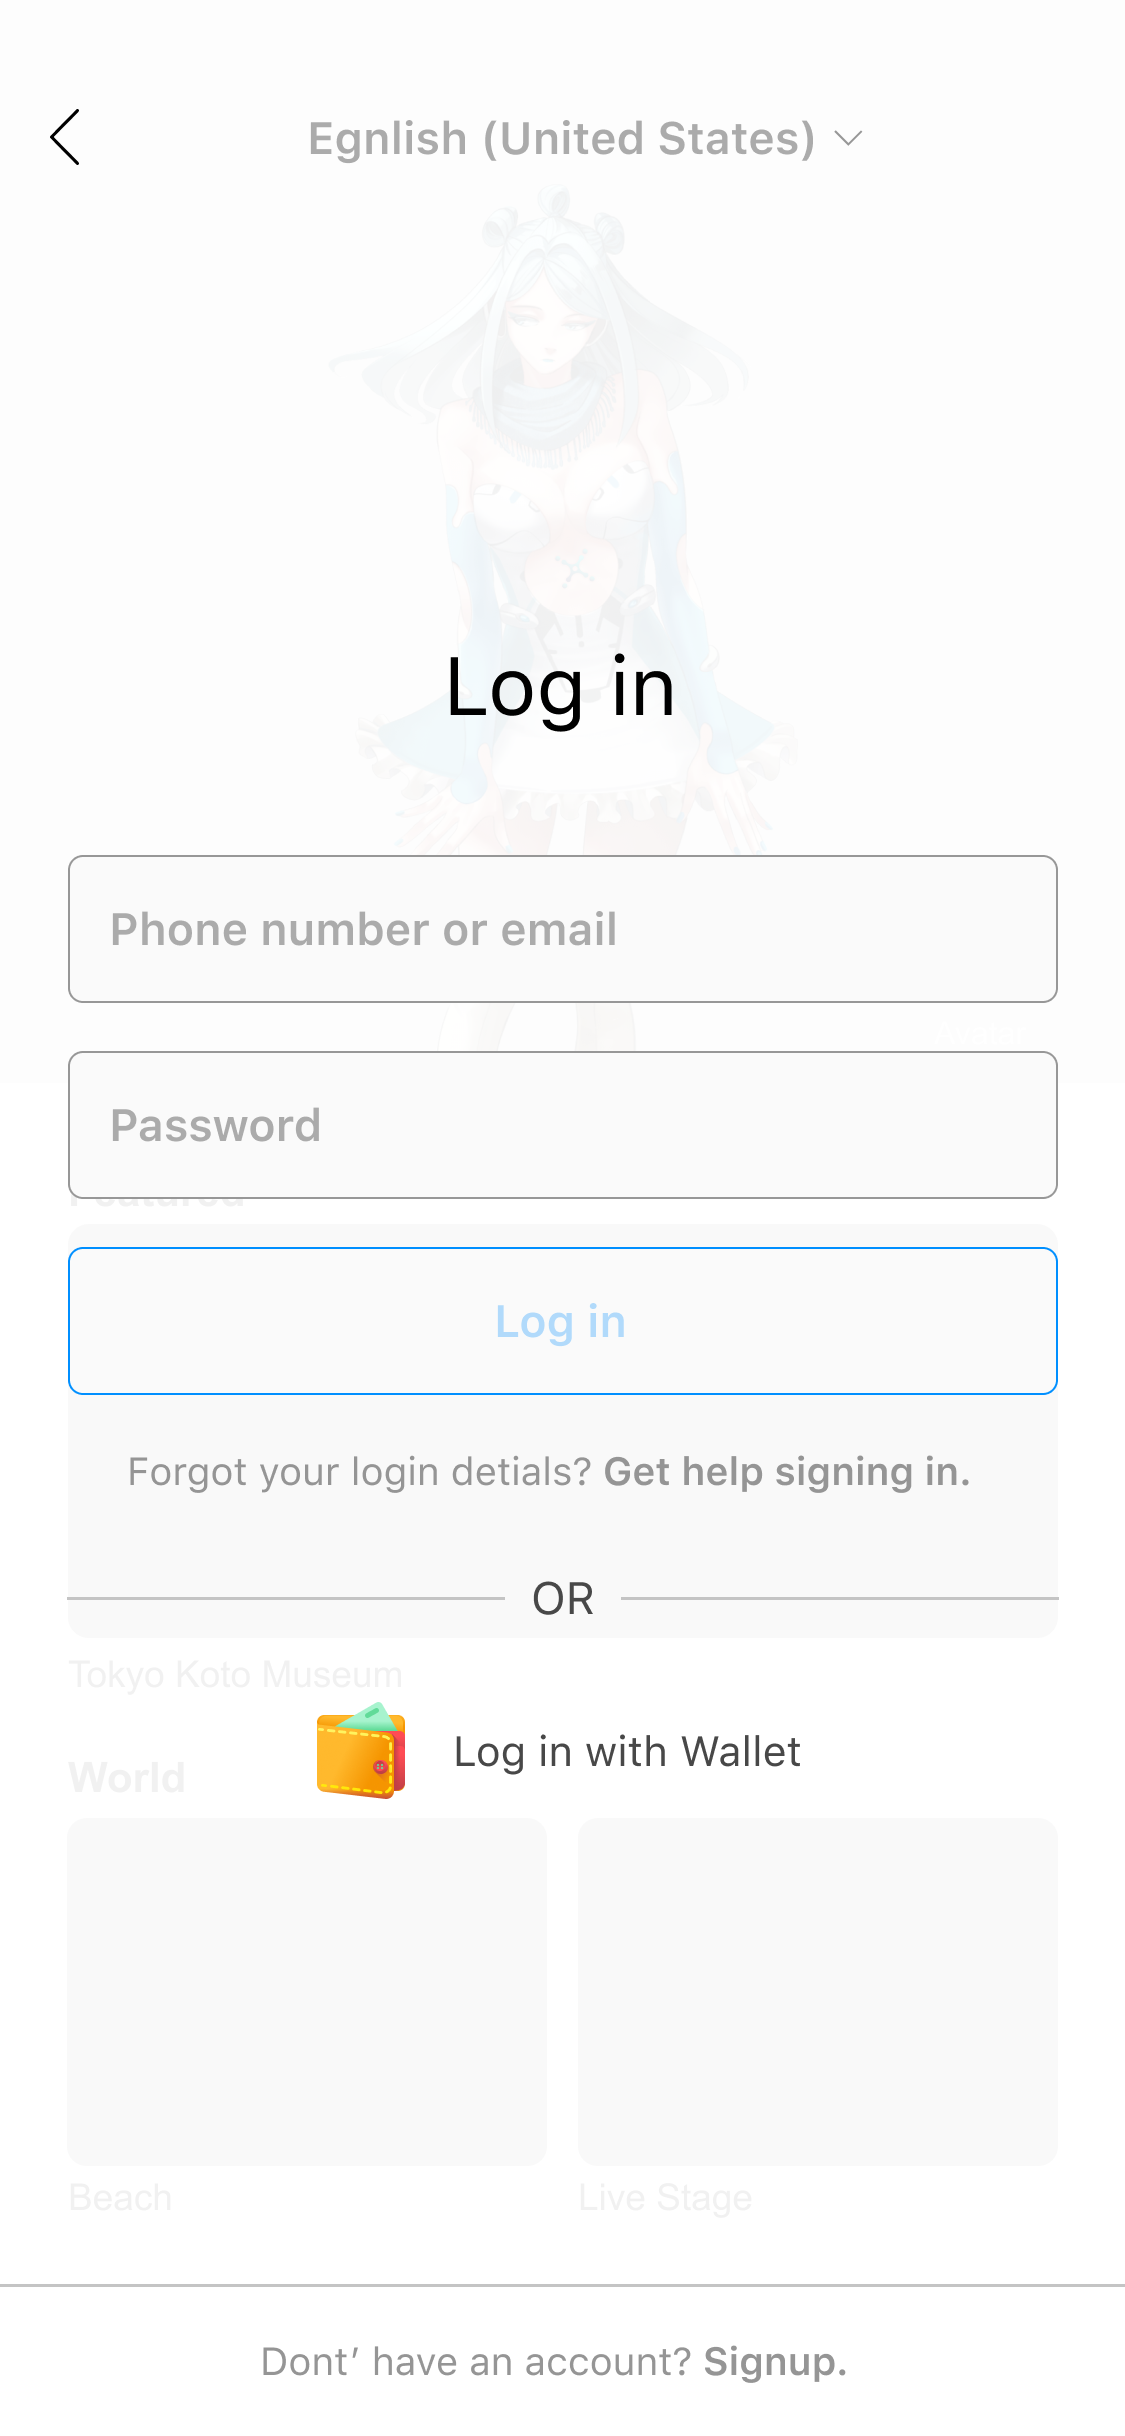 Egnlish (United States)
Log in
Phone number or email
Password
Featured
Log in
Forgot your login detials? Get help signing in.
OR
Tokyo Koto Museum
Log in with Wallet
World
Beach
Live Stage
Dont’ have an account? Signup.